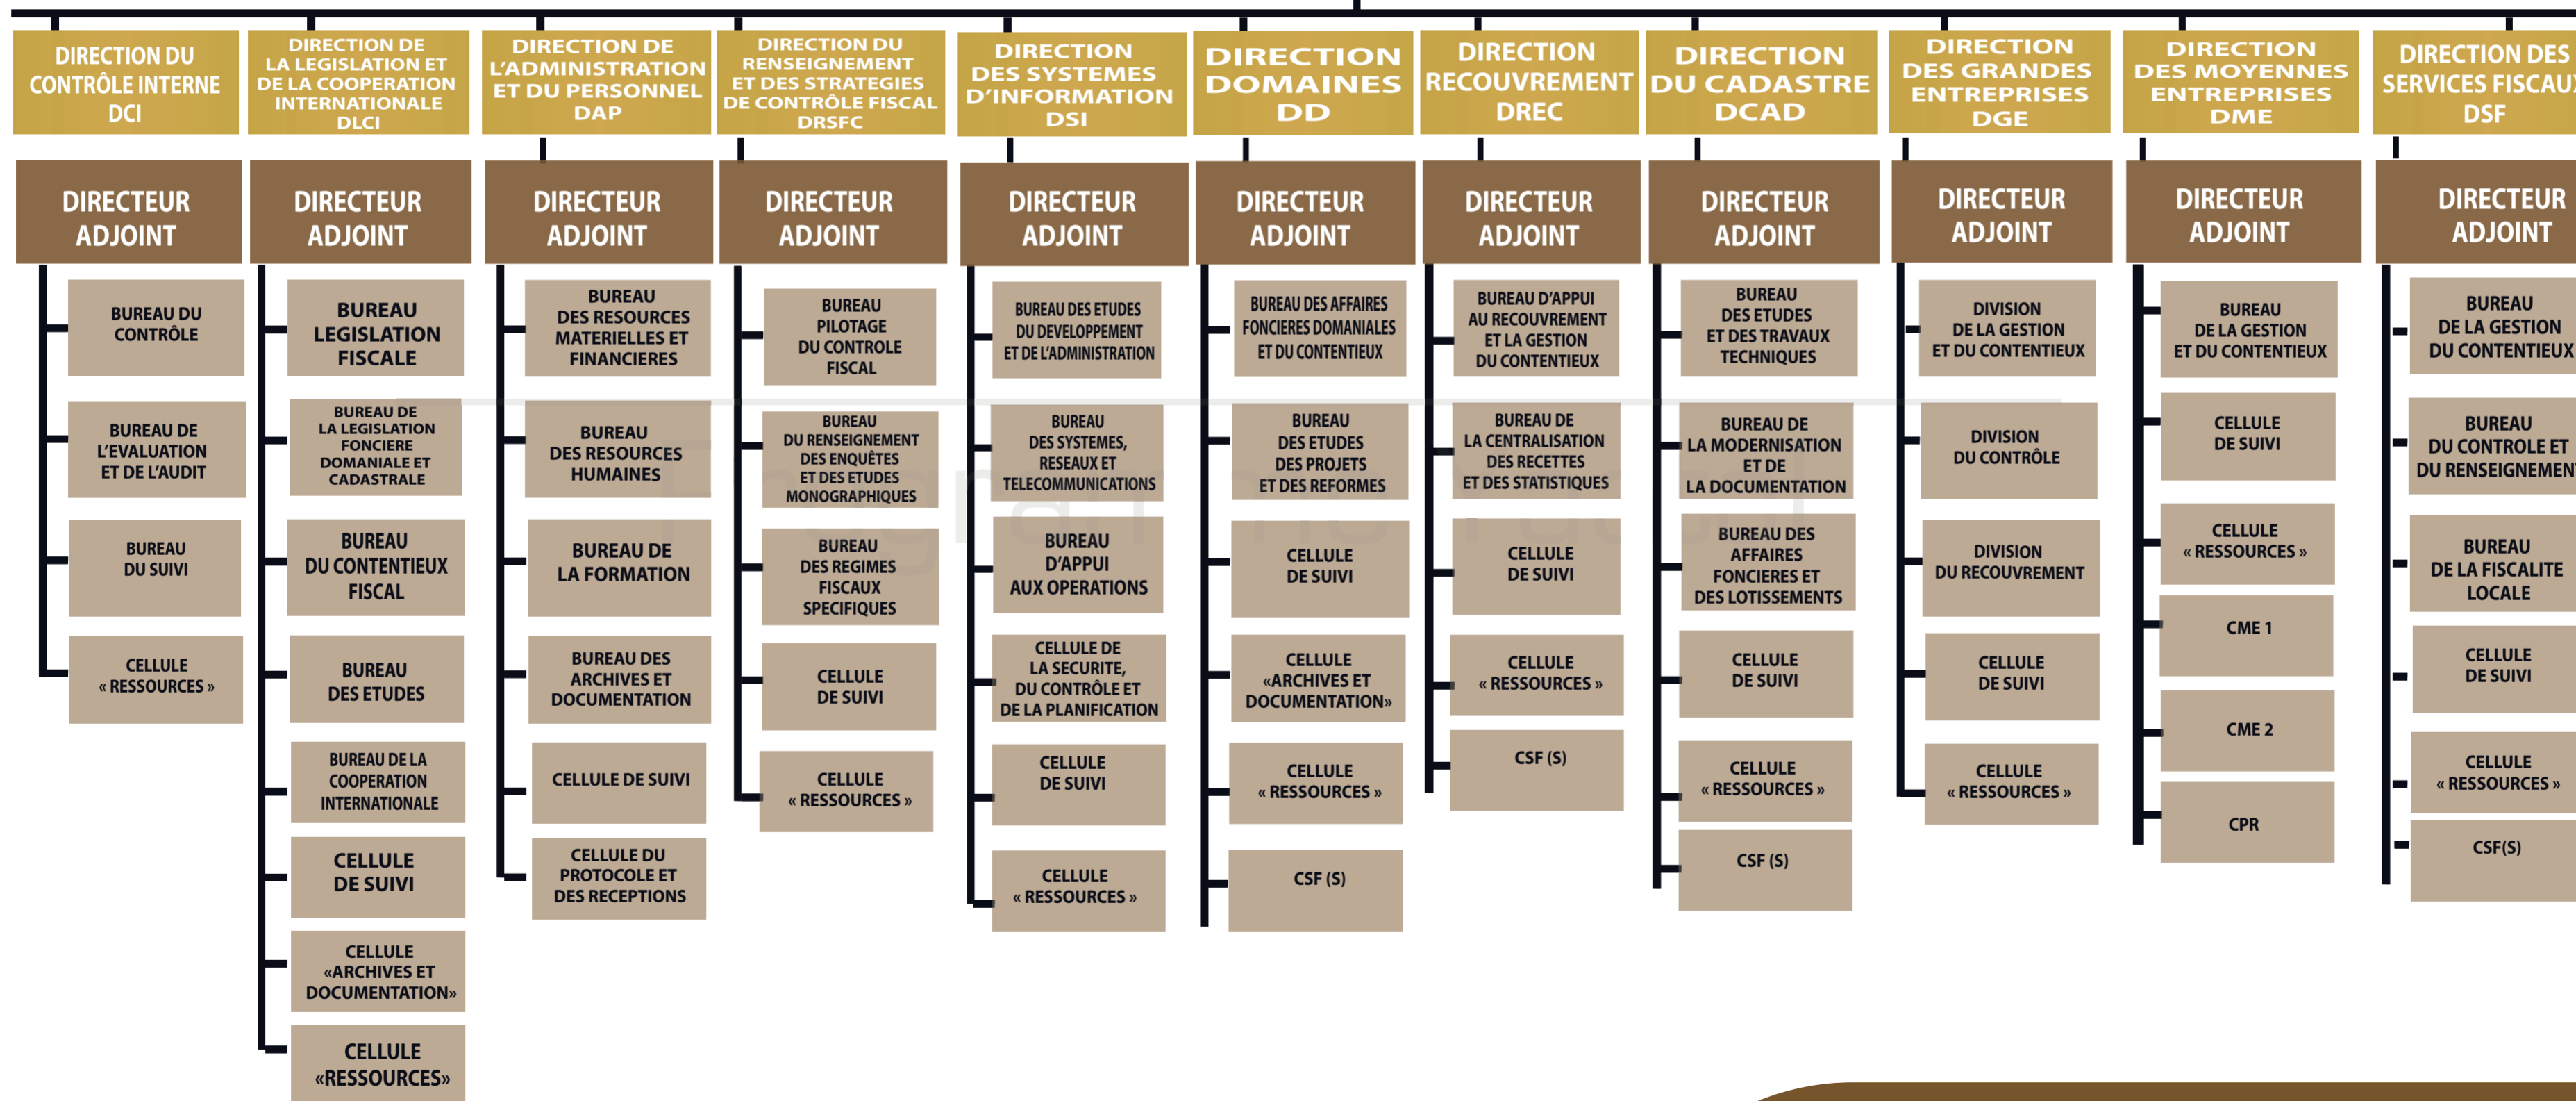 DIRECTION DU
CONTRÔLE INTERNE
DCI
DIRECTION DE
LA LEGISLATION ET
DE LA COOPERATION
INTERNATIONALE
DLCI
DIRECTION DE
L'ADMINISTRATION
ET DU PERSONNEL
DAP
DIRECTION DU
RENSEIGNEMENT
ET DES STRATEGIES
DE CONTRÔLE FISCAL
DRSFC
DIRECTION
DES SYSTEMES
D'INFORMATION
DSI
DIRECTION
DOMAINES
DD
DIRECTION
RECOUVREMENT
DREC
DIRECTION
DU CADASTRE
DCAD
DIRECTION
DES GRANDES
ENTREPRISES
DGE
DIRECTION
DES MOYENNES
ENTREPRISES
DME
DIRECTION DES
SERVICES FISCAUX
DSF
DIRECTEUR
ADJOINT
DIRECTEUR
ADJOINT
DIRECTEUR
ADJOINT
DIRECTEUR
ADJOINT
DIRECTEUR
ADJOINT
DIRECTEUR
ADJOINT
DIRECTEUR
ADJOINT
DIRECTEUR
ADJOINT
DIRECTEUR
ADJOINT
DIRECTEUR
ADJOINT
DIRECTEUR
ADJOINT
BUREAU DU
CONTRÔLE
BUREAU DE
L'EVALUATION
ET DE L'AUDIT
BUREAU
DU SUIVI
CELLULE
« RESSOURCES »
BUREAU
LEGISLATION
FISCALE
BUREAU DE
LA LEGISLATION
FONCIERE
DOMANIALE ET
CADASTRALE
BUREAU
DU CONTENTIEUX
FISCAL
BUREAU
DES ETUDES
BUREAU DE LA
COOPERATION
INTERNATIONALE
CELLULE
DE SUIVI
CELLULE
«ARCHIVES ET
DOCUMENTATION»
CELLULE
«RESSOURCES»
BUREAU
DES RESOURCES
MATERIELLES ET
FINANCIERES
BUREAU
DES RESOURCES
HUMAINES
BUREAU DE
LA FORMATION
BUREAU DES
ARCHIVES ET
DOCUMENTATION
CELLULE DE SUIVI
CELLULE DU
PROTOCOLE ET
DES RECEPTIONS
BUREAU
PILOTAGE
DU CONTROLE
FISCAL
BUREAU
DU RENSEIGNEMENT
DES ENQUÊTES
ET DES ETUDES
MONOGRAPHIQUES
BUREAU
DES REGIMES
FISCAUX
SPECIFIQUES
CELLULE
DE SUIVI
CELLULE
« RESSOURCES »
BUREAU DES ETUDES
DU DEVELOPPEMENT
ET DE L'ADMINISTRATION
BUREAU
DES SYSTEMES,
RESEAUX ET
TELECOMMUNICATIONS
BUREAU
D'APPUI
AUX OPERATIONS
CELLULE DE
LA SECURITE,
DU CONTRÔLE ET
DE LA PLANIFICATION
CELLULE
DE SUIVI
CELLULE
« RESSOURCES »
BUREAU DES AFFAIRES
FONCIERES DOMANIALES
ET DU CONTENTIEUX
BUREAU
DES ETUDES
DES PROJETS
ET DES REFORMES
CELLULE
DE SUIVI
CELLULE
«ARCHIVES ET
DOCUMENTATION»
CELLULE
« RESSOURCES »
CSF (S)
BUREAU D'APPUI
AU RECOUVREMENT
ET LA GESTION
DU CONTENTIEUX
BUREAU DE
LA CENTRALISATION
DES RECETTES
ET DES STATISTIQUES
CELLULE
DE SUIVI
CELLULE
« RESSOURCES »
CSF (S)
BUREAU
DES ETUDES
ET DES TRAVAUX
TECHNIQUES
BUREAU DE
LA MODERNISATION
ET DE
LA DOCUMENTATION
BUREAU DES
AFFAIRES
FONCIERES ET
DES LOTISSEMENTS
CELLULE
DE SUIVI
CELLULE
« RESSOURCES »
CSF (S)
DIVISION
DE LA GESTION
ET DU CONTENTIEUX
DIVISION
DU CONTRÔLE
DIVISION
DU RECOUVREMENT
CELLULE
DE SUIVI
CELLULE
« RESSOURCES »
BUREAU
DE LA GESTION
ET DU CONTENTIEUX
CELLULE
DE SUIVI
CELLULE
« RESSOURCES »
CME 1
CME 2
CPR
BUREAU
DE LA GESTION
DU CONTENTIEUX
BUREAU
DU CONTROLE ET
DU RENSEIGNEMENT
BUREAU
DE LA FISCALITE
LOCALE
CELLULE
DE SUIVI
CELLULE
« RESSOURCES »
CSF(S)